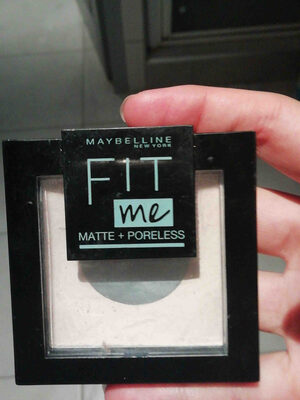 MAYBELLINE
NEW YORK
FIT
me
MATTE + PORELESS